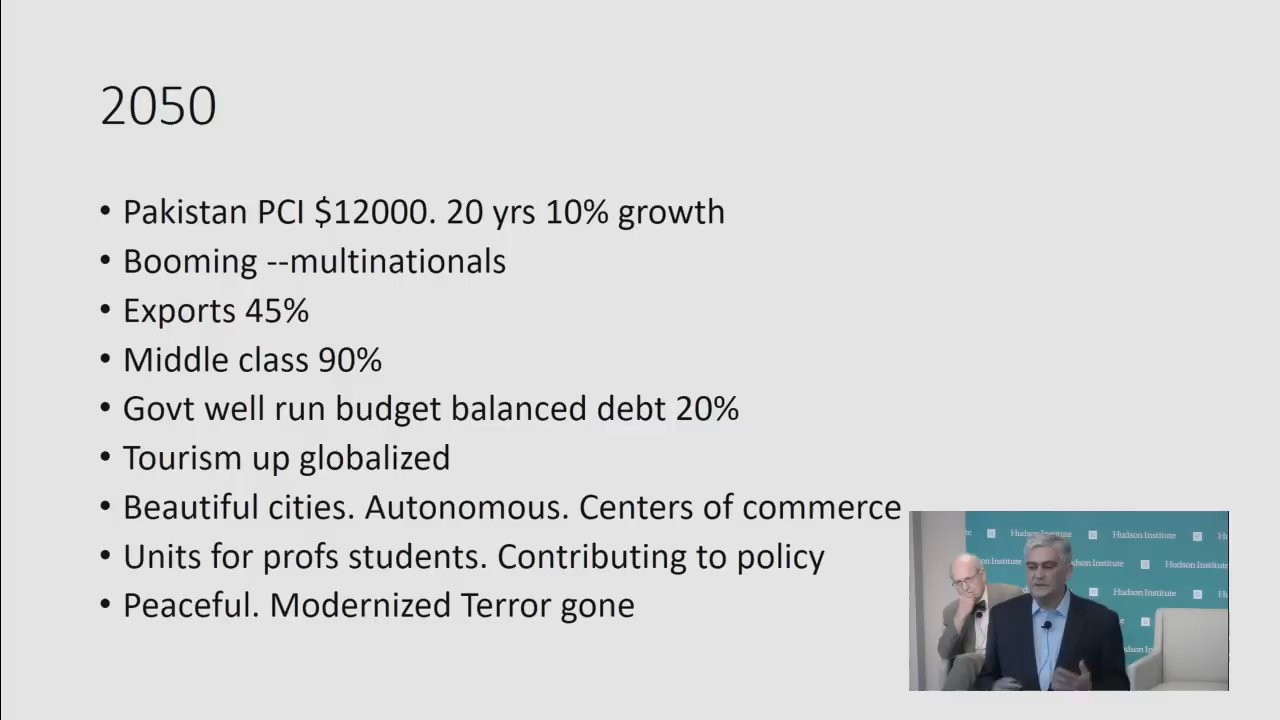 2050
• Pakistan PCI $12000. 20 yrs 10% growth
• Booming --multinationals
• Exports 45%
• Middle class 90%
• Govt well run budget balanced debt 20%
• Tourism up globalized
• Beautiful cities. Autonomous. Centers of commerce
• Units for profs students. Contributing to policy
• Peaceful. Modernized Terror gone
Hudson Institute Hudson Institute
Hudson Institute
Hudson Institute